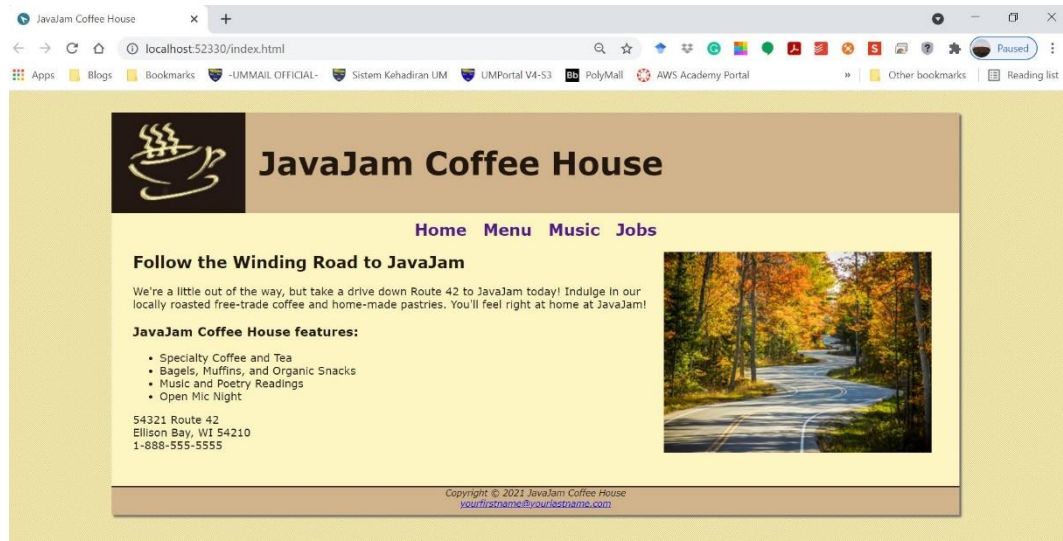 JavaJam Coffee House
localhost:52330/index.html
Paused
Apps Blogs Bookmarks -UMMAIL OFFICIAL- Sistem Kehadiran UM UMPortal V4-S3 Bb PolyMall AWS Academy Portal » Other bookmarks Reading list
JavaJam Coffee House
Home Menu Music Jobs
Follow the Winding Road to JavaJam
We're a little out of the way, but take a drive down Route 42 to JavaJam today! Indulge in our
locally roasted free-trade coffee and home-made pastries. You'll feel right at home at JavaJam!
JavaJam Coffee House features:
• Specialty Coffee and Tea
• Bagels, Muffins, and Organic Snacks
• Music and Poetry Readings
• Open Mic Night
54321 Route 42
Ellison Bay, WI 54210
1-888-555-5555
Copyright © 2021 JavaJam Coffee House
yourfirstname@yourlastname.com